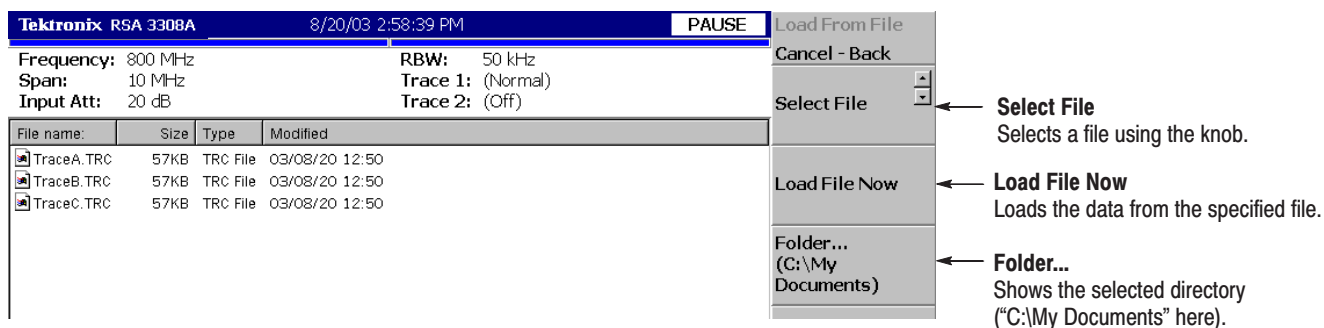 Tektronix RSA 3308A 8/20/03 2:58:39 PM PAUSE
Frequency: 800 MHz RBW: 50 kHz
Span: 10 MHz Trace 1: (Normal)
Input Att: 20 dB Trace 2: (Off)
File name: Size Type Modified
TraceA.TRC 57KB TRC File 03/08/20 12:50
TraceB.TRC 57KB TRC File 03/08/20 12:50
TraceC.TRC 57KB TRC File 03/08/20 12:50
Load From File
Cancel - Back
Select File
Load File Now
Folder...
(C:\My
Documents)
Select File
Selects a file using the knob.
Load File Now
Loads the data from the specified file.
Folder...
Shows the selected directory
(“C:\My Documents” here).